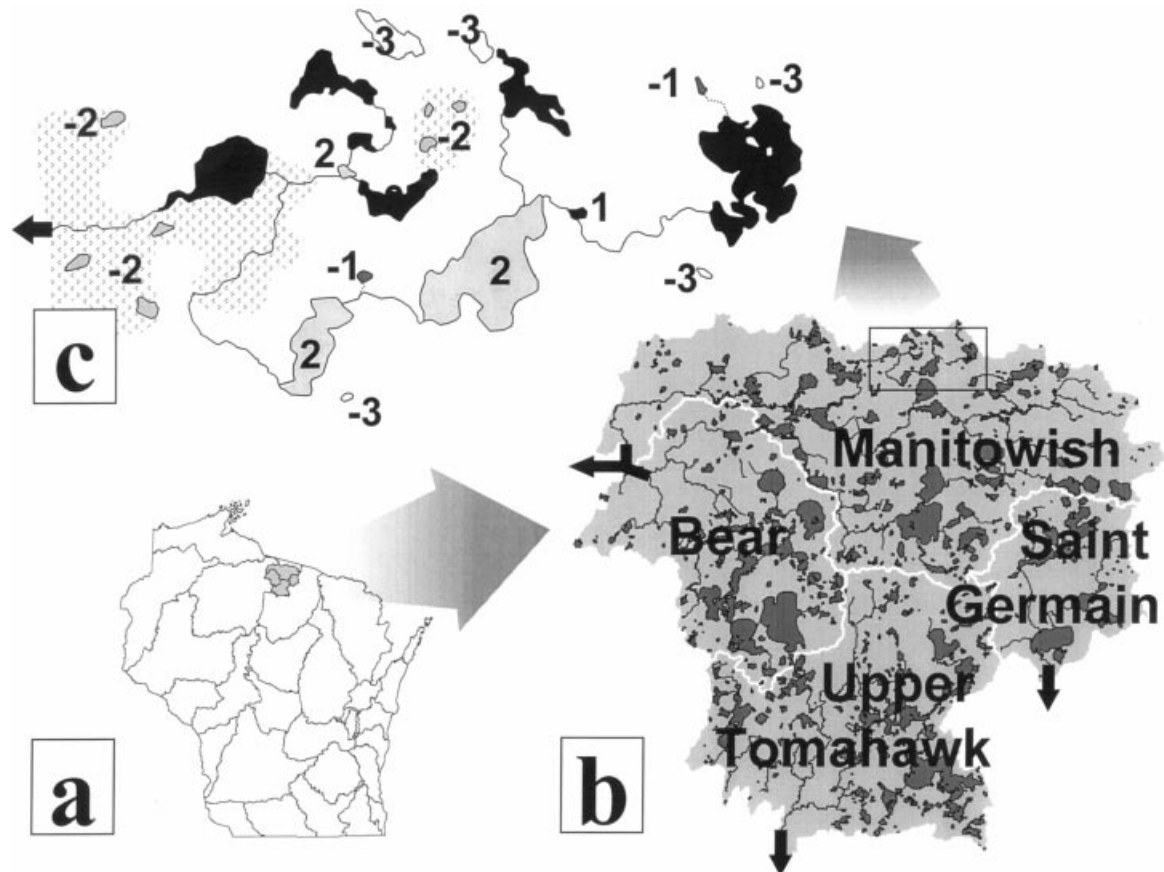 -3
-3
-1
-3
-2
-2
2
1
-3
-2
-1
2
2
-3
c
Manitowish
Bear
Saint
Germain
Upper
Tomahawk
a
b